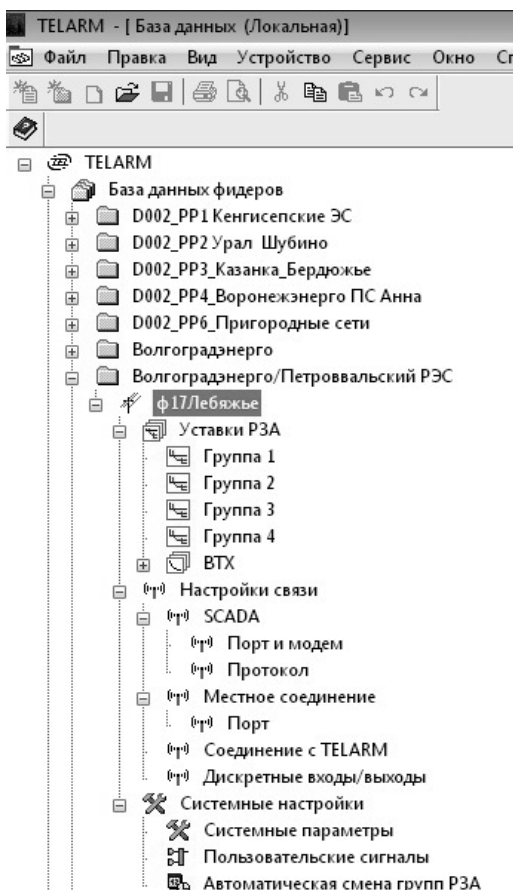 TELARM - [ База данных (Локальная)]
Файл Правка Вид Устройство Сервис Окно
TELARM
База данных фидеров
D002_PP1 Кенгисепские ЭС
D002_PP2 Урал Шубино
D002_PP3_Казанка_Бердюжье
D002_PP4_Воронежэнерго ПС Анна
D002_PP6_Пригородные сети
Волгоградэнерго
Волгоградэнерго/Петроввальский РЭС
ф17Лебяжье
Уставки РЗА
Группа 1
Группа 2
Группа 3
Группа 4
ВТХ
Настройки связи
SCADA
Порт и модем
Протокол
Местное соединение
Порт
Соединение с TELARM
Дискретные входы/выходы
Системные настройки
Системные параметры
Пользовательские сигналы
Автоматическая смена групп РЗА